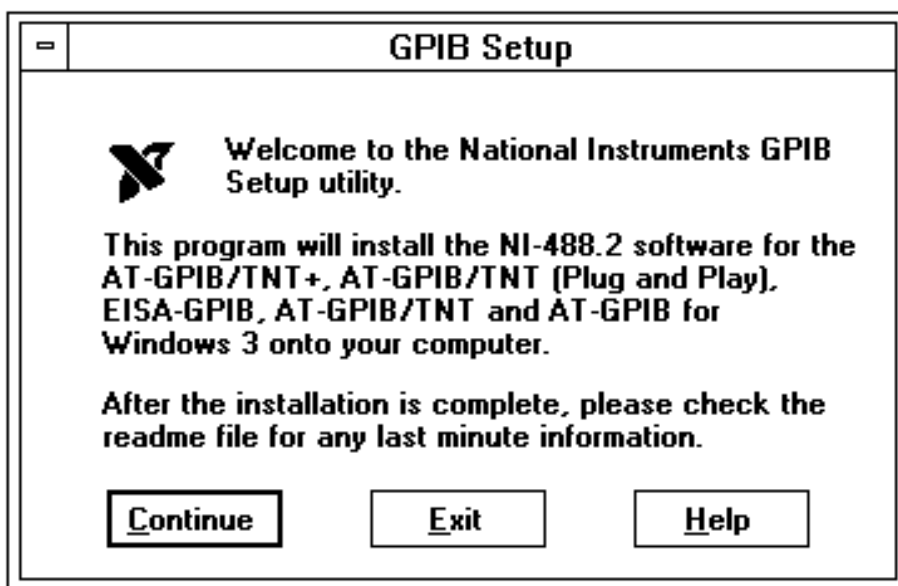 GPIB Setup
Welcome to the National Instruments GPIB
Setup utility.
This program will install the NI-488.2 software for the
AT-GPIB/TNT+, AT-GPIB/TNT (Plug and Play),
EISA-GPIB, AT-GPIB/TNT and AT-GPIB for
Windows 3 onto your computer.
After the installation is complete, please check the
readme file for any last minute information.
Continue
Exit
Help